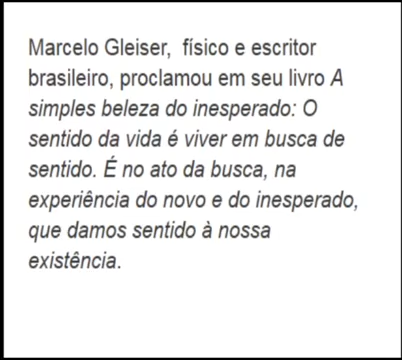 Marcelo Gleiser, físico e escritor
brasileiro, proclamou em seu livro A
simples beleza do inesperado: O
sentido da vida é viver em busca de
sentido. É no ato da busca, na
experiência do novo e do inesperado,
que damos sentido à nossa
existência.